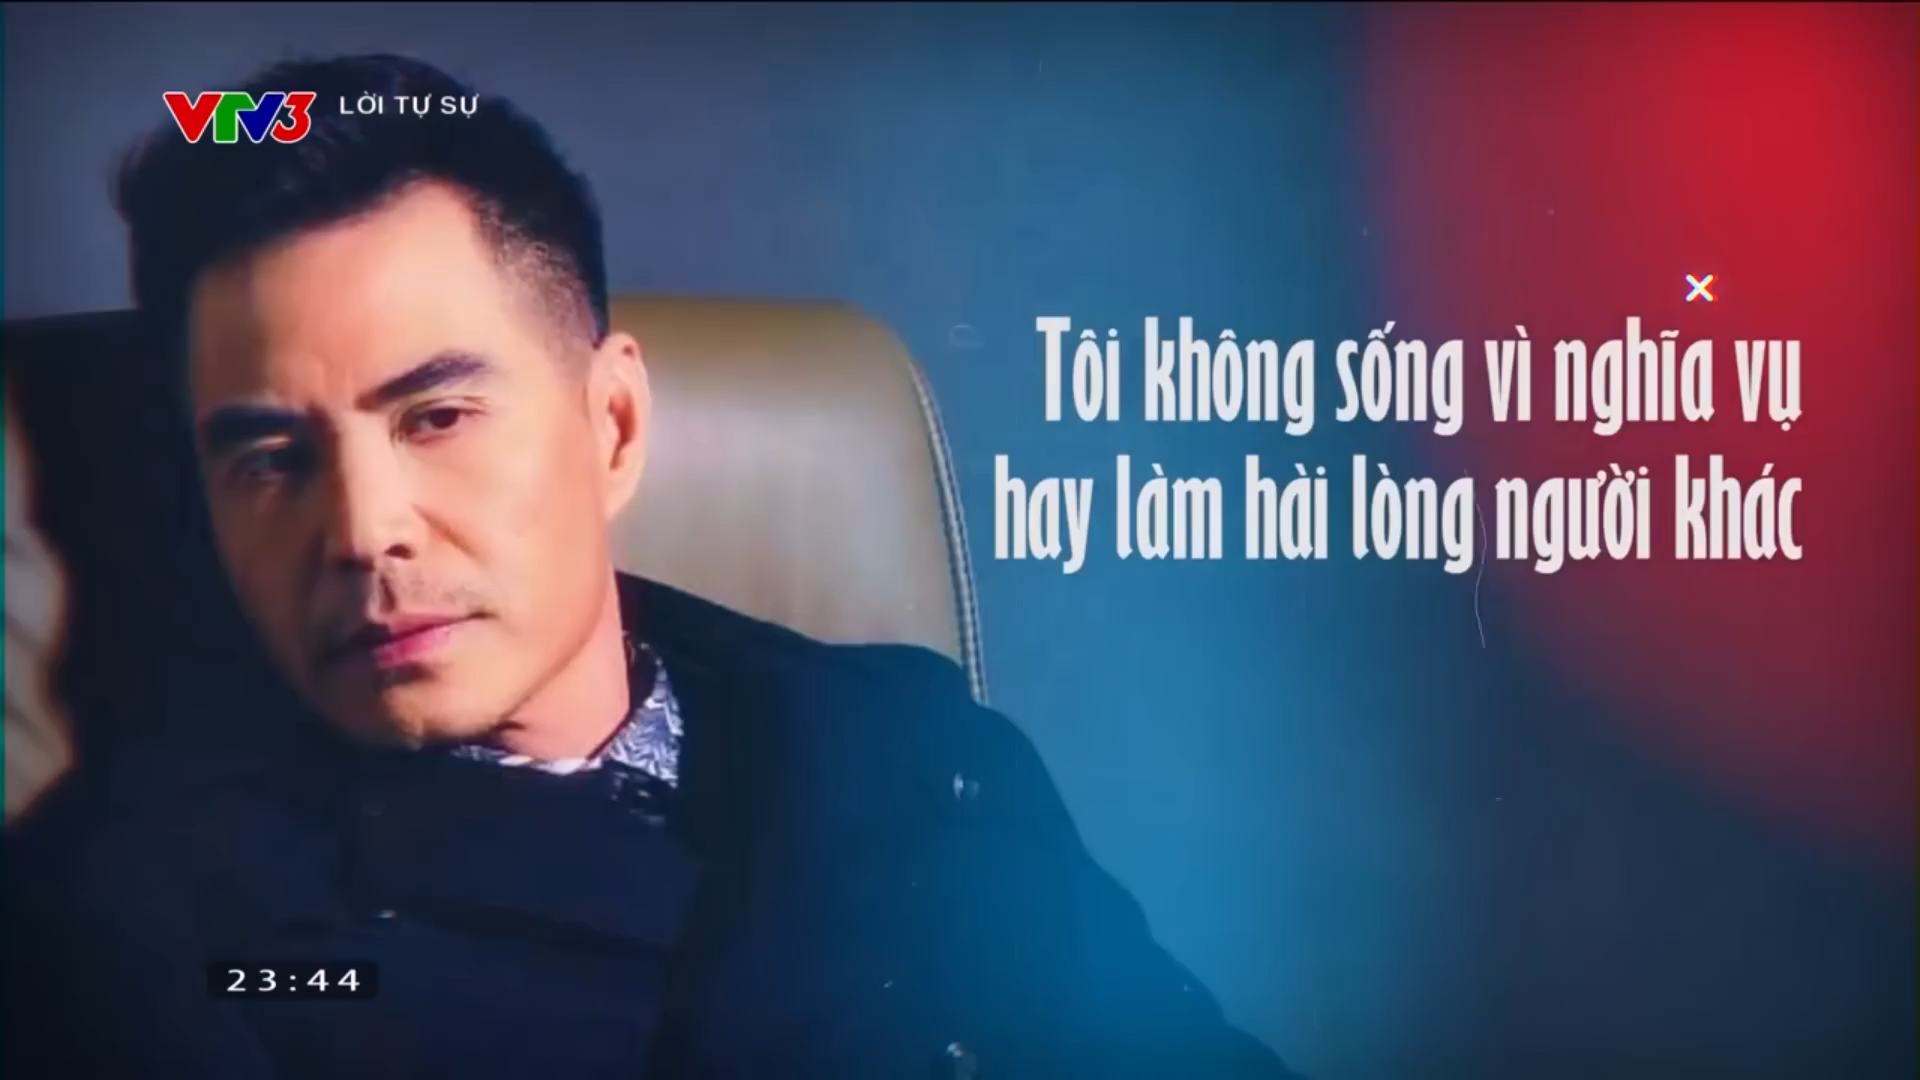 VTV3 LỜI TỰ SỰ
Tôi không sống vì nghĩa vụ
hay làm hài lòng người khác
23:44